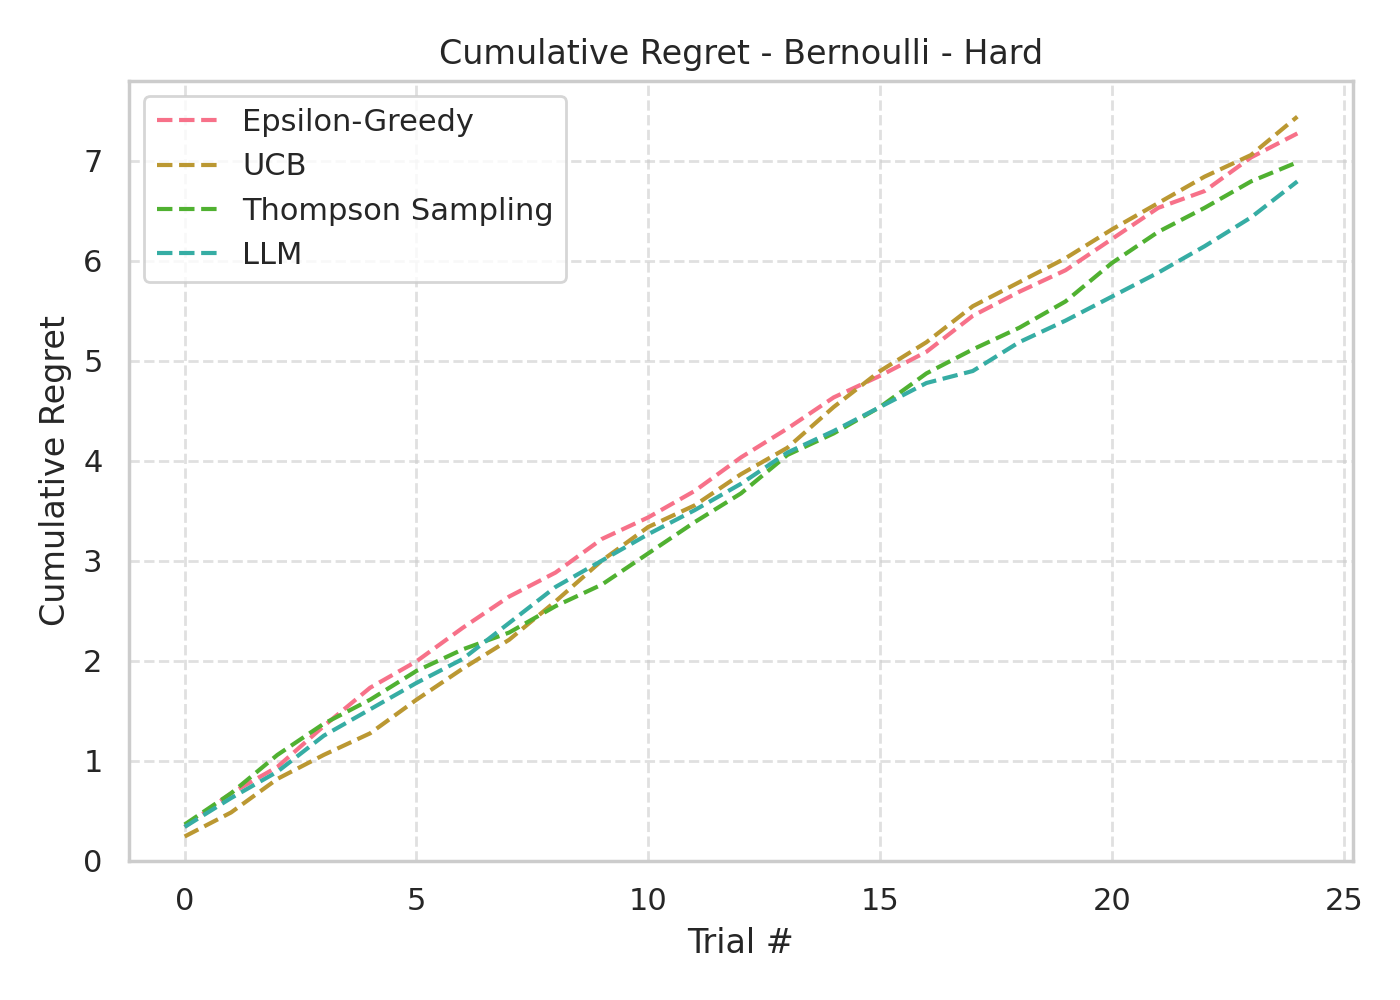 Cumulative Regret - Bernoulli - Hard
Epsilon-Greedy
UCB
Thompson Sampling
LLM
Cumulative Regret
7
6
5
4
3
2
1
0
0 5 10 15 20 25
Trial #